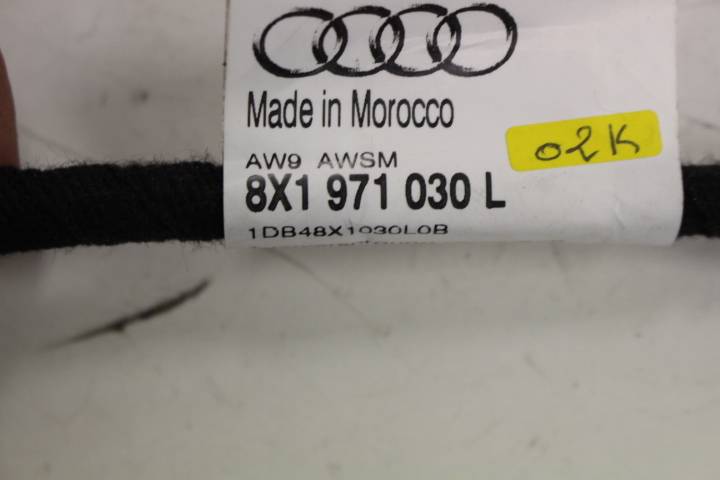 Made in Morocco
02K
AW9 AWSM
8X1 971 030 L
1DB48X1030L0B